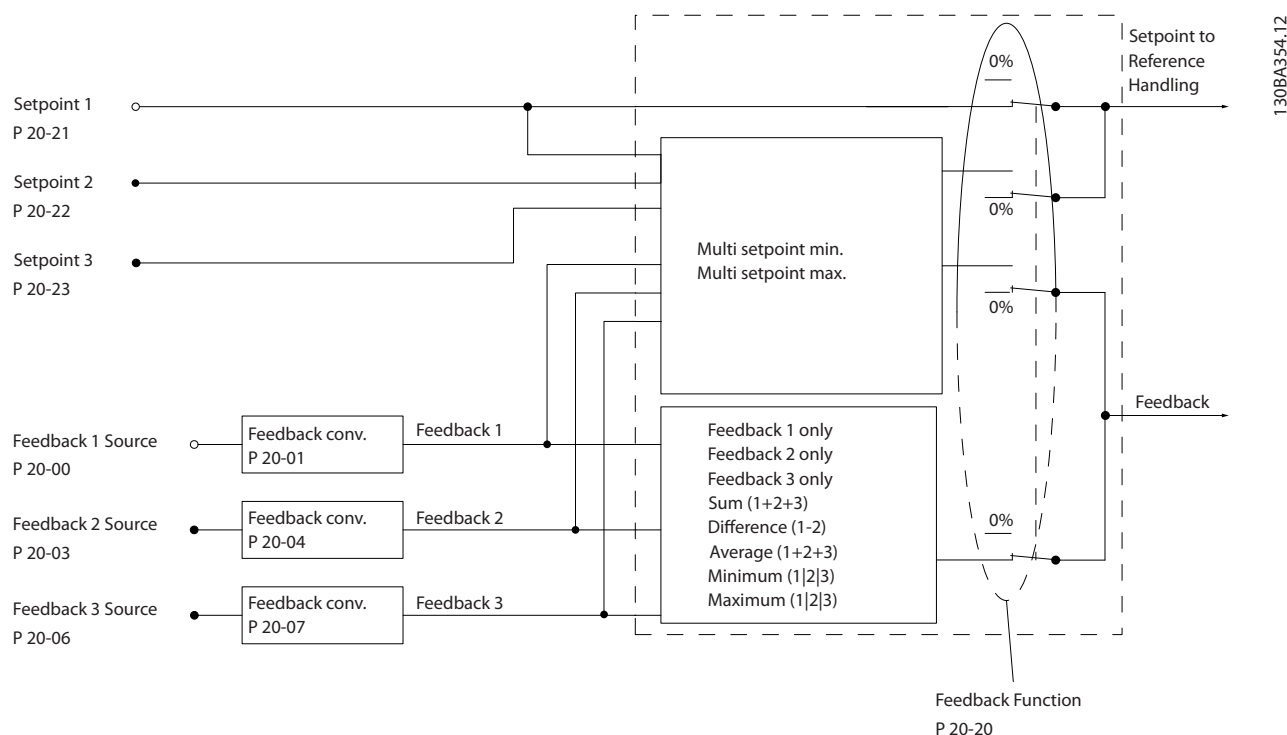 130BA354.12
Setpoint to
Reference
Handling
0%
Setpoint 1
P 20-21
Setpoint 2
P 20-22
0%
Setpoint 3
P 20-23
Multi setpoint min.
Multi setpoint max.
0%
Feedback
Feedback 1 Source
P 20-00
Feedback conv.
P 20-01
Feedback 1
Feedback 2 Source
P 20-03
Feedback conv.
P 20-04
Feedback 2
Feedback 3 Source
P 20-06
Feedback conv.
P 20-07
Feedback 3
Feedback 1 only
Feedback 2 only
Feedback 3 only
Sum (1+2+3)
Difference (1-2)
Average (1+2+3)
Minimum (1|2|3)
Maximum (1|2|3)
0%
Feedback Function
P 20-20